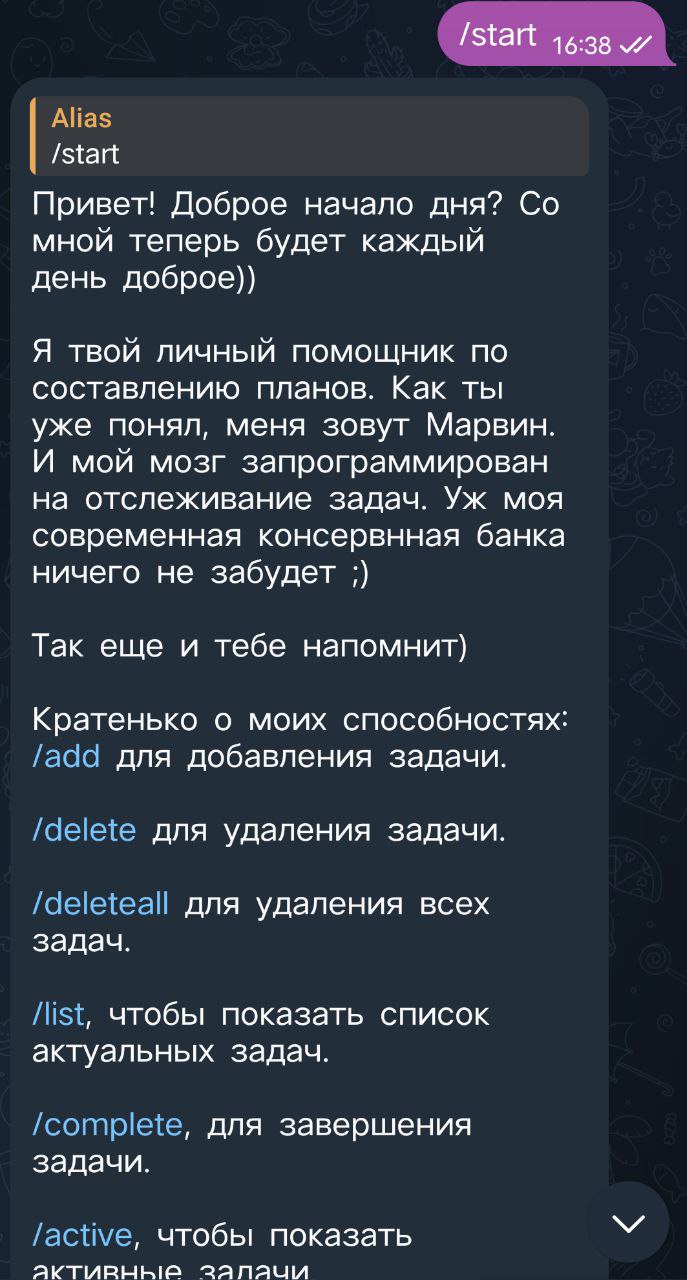 /start 16:38
Alias
/start
Привет! Доброе начало дня? Со
мной теперь будет каждый
день доброе))
Я твой личный помощник по
составлению планов. Как ты
уже понял, меня зовут Марвин.
И мой мозг запрограммирован
на отслеживание задач. Уж моя
современная консервнная банка
ничего не забудет ;)
Так еще и тебе напомнит)
Кратенько о моих способностях:
/add для добавления задачи.
/delete для удаления задачи.
/deleteall для удаления всех
задач.
/list, чтобы показать список
актуальных задач.
/complete, для завершения
задачи.
/active, чтобы показать
активные задачи